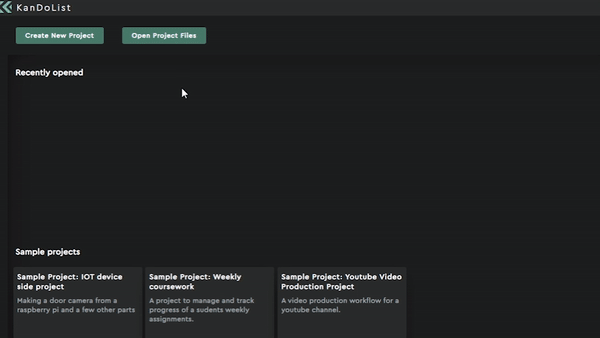 KanDoList
Create New Project
Open Project Files
Recently opened
Sample projects
Sample Project: IOT device
side project
Making a door camera from a
raspberry pi and a few other parts
Sample Project: Weekly
coursework
A project to manage and track
progress of a sudents weekly
assignments.
Sample Project: Youtube Video
Production Project
A video production workflow for a
youtube channel.